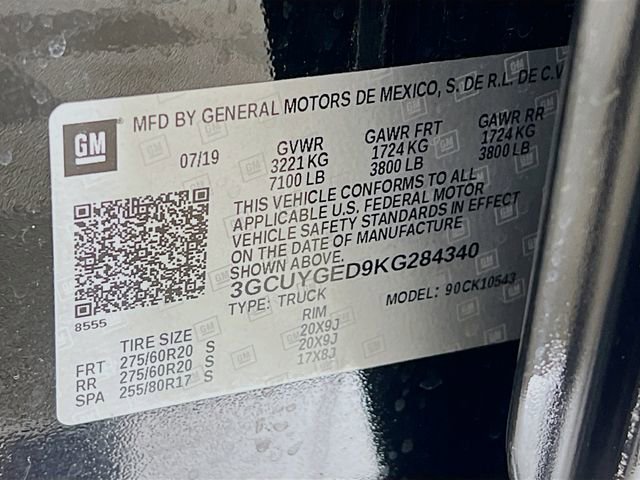 MFD BY GENERAL MOTORS DE MEXICO, S. DE R.L. DE C.V
GM
07/19 GVWR GAWR FRT GAWR RR
3221 KG 1724 KG 1724 KG
7100 LB 3800 LB 3800 LB
THIS VEHICLE CONFORMS TO ALL
APPLICABLE U.S. FEDERAL MOTOR
VEHICLE SAFETY STANDARDS IN EFFECT
ON THE DATE OF MANUFACTURE
SHOWN ABOVE.
3GCUYGED9KG284340
TYPE: TRUCK MODEL: 90CK10543
8555
TIRE SIZE RIM
FRT 275/60R20 S 20X9J
RR 275/60R20 S 20X9J
SPA 255/80R17 S 17X8J